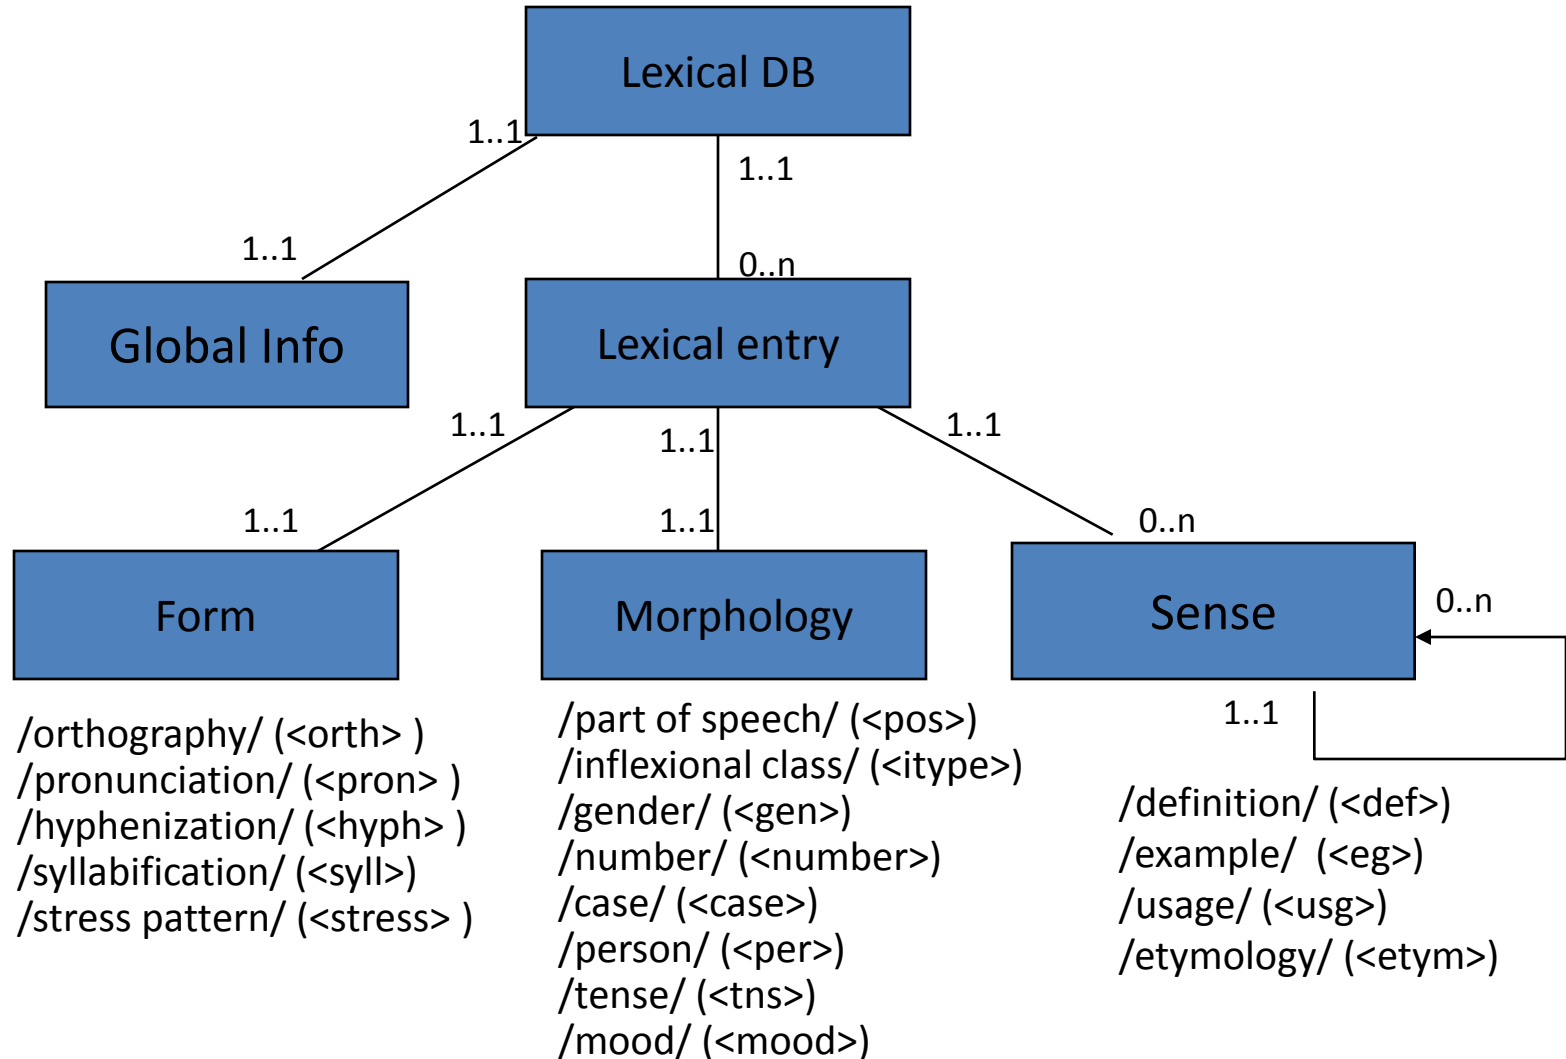 Lexical DB
1..1
1..1
1..1
0..n
Global Info
Lexical entry
1..1
1..1
1..1
1..1
1..1
0..n
Form
Morphology
Sense
0..n
1..1
/orthography/ (<orth> )
/pronunciation/ (<pron> )
/hyphenization/ (<hyph> )
/syllabification/ (<syll>)
/stress pattern/ (<stress> )
/part of speech/ (<pos>)
/inflexional class/ (<itype>)
/gender/ (<gen>)
/number/ (<number>)
/case/ (<case>)
/person/ (<per>)
/tense/ (<tns>)
/mood/ (<mood>)
/definition/ (<def>)
/example/  (<eg>)
/usage/ (<usg>)
/etymology/ (<etym>)